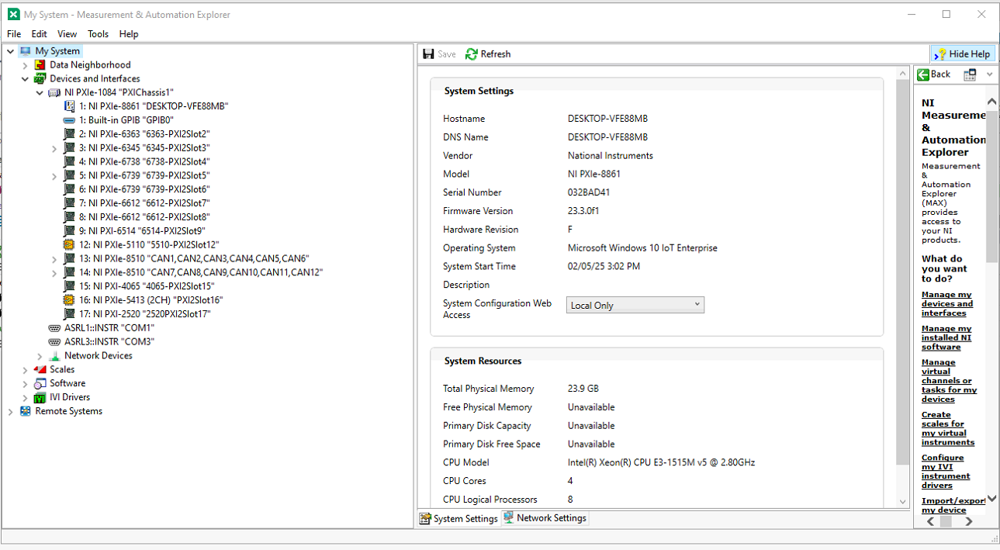 My System - Measurement & Automation Explorer
File Edit View Tools Help
My System
Data Neighborhood
Devices and Interfaces
NI PXIe-1084 "PXIChassis1"
1: NI PXIe-8861 "DESKTOP-VFE88MB"
1: Built-in GPIB "GPIB0"
2: NI PXIe-6363 "6363-PXI2Slot2"
3: NI PXIe-6345 "6345-PXI2Slot3"
4: NI PXIe-6738 "6738-PXI2Slot4"
5: NI PXIe-6739 "6739-PXI2Slot5"
6: NI PXIe-6739 "6739-PXI2Slot6"
7: NI PXIe-6612 "6612-PXI2Slot7"
8: NI PXIe-6612 "6612-PXI2Slot8"
9: NI PXI-6514 "6514-PXI2Slot9"
12: NI PXIe-5110 "5510-PXI2Slot12"
13: NI PXIe-8510 "CAN1,CAN2,CAN3,CAN4,CAN5,CAN6"
14: NI PXIe-8510 "CAN7,CAN8,CAN9,CAN10,CAN11,CAN12"
15: NI PXI-4065 "4065-PXI2Slot15"
16: NI PXIe-5413 (2CH) "PXI2Slot16"
17: NI PXI-2520 "2520PXI2Slot17"
ASRL1::INSTR "COM1"
ASRL3::INSTR "COM3"
Network Devices
Scales
Software
IVI Drivers
Remote Systems
Save Refresh
Hide Help
System Settings
Hostname DESKTOP-VFE88MB
DNS Name DESKTOP-VFE88MB
Vendor National Instruments
Model NI PXIe-8861
Serial Number 032BAD41
Firmware Version 23.3.0f1
Hardware Revision F
Operating System Microsoft Windows 10 IoT Enterprise
System Start Time 02/05/25 3:02 PM
Description
System Configuration Web Local Only
Access
System Resources
Total Physical Memory 23.9 GB
Free Physical Memory Unavailable
Primary Disk Capacity Unavailable
Primary Disk Free Space Unavailable
CPU Model Intel(R) Xeon(R) CPU E3-1515M v5 @ 2.80GHz
CPU Cores 4
CPU Logical Processors 8
System Settings Network Settings
Back
NI
Measureme
&
Automation
Explorer
Measurement
&
Automation
Explorer
(MAX)
provides
access to
your NI
products.
What do
you want
to do?
Manage my
devices and
interfaces
Manage my
installed NI
software
Manage
virtual
channels or
tasks for my
devices
Create
scales for
my virtual
instruments
Configure
my IVI
instrument
drivers
Import/export
my device